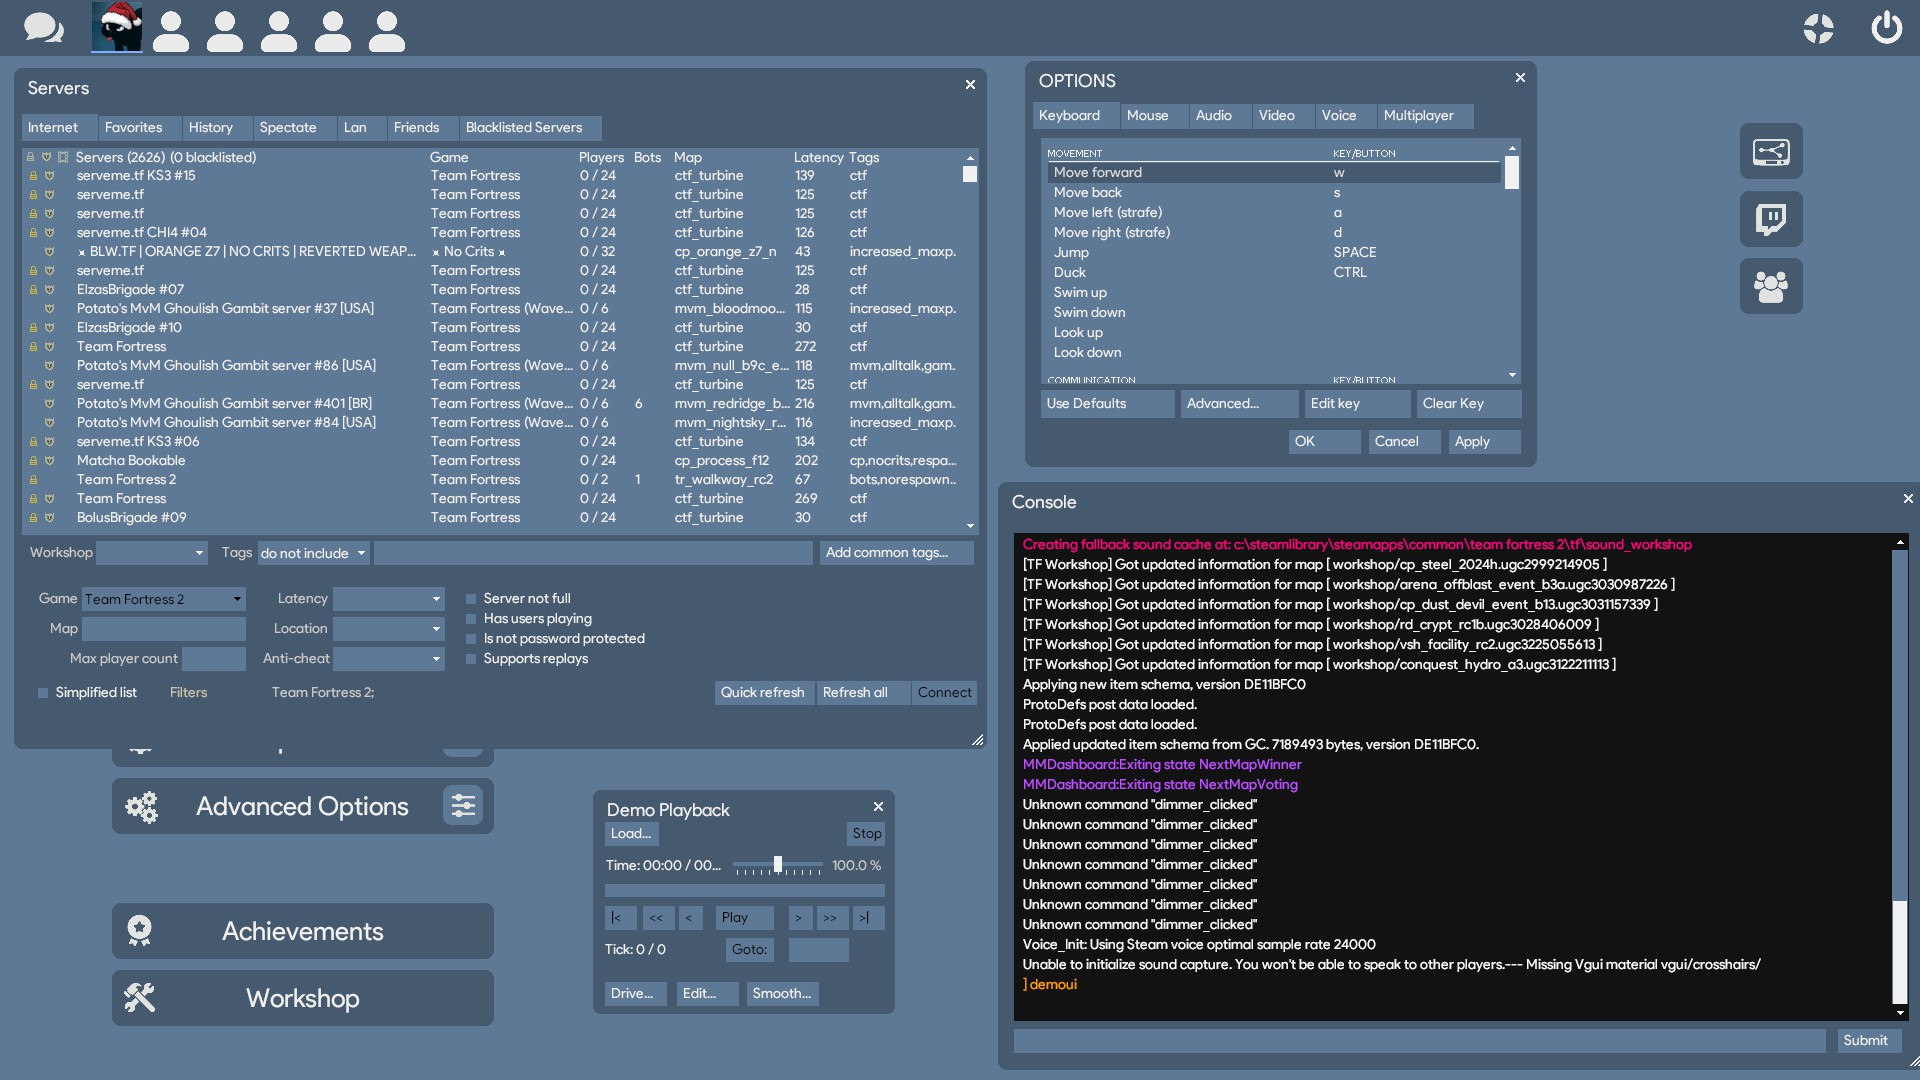 Servers
Internet Favorites History Spectate Lan Friends Blacklisted Servers
Servers (2626) (0 blacklisted) Game Players Bots Map Latency Tags
serveme.tf KS3 #15 Team Fortress 0 / 24 ctf_turbine 139 ctf
serveme.tf Team Fortress 0 / 24 ctf_turbine 125 ctf
serveme.tf Team Fortress 0 / 24 ctf_turbine 125 ctf
serveme.tf CHI4 #04 Team Fortress 0 / 24 ctf_turbine 126 ctf
BLW.TF | ORANGE Z7 | NO CRITS | REVERTED WEAP... No Crits 0 / 32 cp_orange_z7_n 43 increased_maxp.
serveme.tf Team Fortress 0 / 24 ctf_turbine 125 ctf
ElzasBrigade #07 Team Fortress 0 / 24 ctf_turbine 28 ctf
Potato's MvM Ghoulish Gambit server #37 [USA] Team Fortress (Wave... 0 / 6 mvm_bloodmoo... 115 increased_maxp.
ElzasBrigade #10 Team Fortress 0 / 24 ctf_turbine 30 ctf
Team Fortress Team Fortress 0 / 24 ctf_turbine 272 ctf
Potato's MvM Ghoulish Gambit server #86 [USA] Team Fortress (Wave... 0 / 6 mvm_null_b9c_e... 118 mvm,alltalk,gam.
serveme.tf Team Fortress 0 / 24 ctf_turbine 125 ctf
Potato's MvM Ghoulish Gambit server #401 [BR] Team Fortress (Wave... 0 / 6 6 mvm_redridge_b... 216 mvm,alltalk,gam.
Potato's MvM Ghoulish Gambit server #84 [USA] Team Fortress (Wave... 0 / 6 mvm_nightsky_r... 116 increased_maxp.
serveme.tf KS3 #06 Team Fortress 0 / 24 ctf_turbine 134 ctf
Matcha Bookable Team Fortress 0 / 24 cp_process_f12 202 cp,nocrits,respa...
Team Fortress 2 Team Fortress 0 / 2 1 tr_walkway_rc2 67 bots,norespawn..
Team Fortress Team Fortress 0 / 24 ctf_turbine 269 ctf
BolusBrigade #09 Team Fortress 0 / 24 ctf_turbine 30 ctf
Workshop Tags do not include Add common tags...
Game Team Fortress 2 Latency Server not full
Has users playing
Map Location Is not password protected
Max player count Anti-cheat Supports replays
Simplified list Filters Team Fortress 2; Quick refresh Refresh all Connect
Advanced Options
Achievements
Workshop
Demo Playback
Load... Stop
Time: 00:00 / 00... 100.0 %
|< << < Play > >> >|
Tick: 0 / 0 Goto:
Drive... Edit... Smooth...
OPTIONS
Keyboard Mouse Audio Video Voice Multiplayer
MOVEMENT KEY/BUTTON
Move forward w
Move back s
Move left (strafe) a
Move right (strafe) d
Jump SPACE
Duck CTRL
Swim up
Swim down
Look up
Look down
COMMUNICATION KEY/BUTTON
Use Defaults Advanced... Edit key Clear Key
OK Cancel Apply
Console
Creating fallback sound cache at: c:\steamlibrary\steamapps\common\team fortress 2\tf\sound_workshop
[TF Workshop] Got updated information for map [ workshop/cp_steel_2024h.ugc2999214905 ]
[TF Workshop] Got updated information for map [ workshop/arena_offblast_event_b3a.ugc3030987226 ]
[TF Workshop] Got updated information for map [ workshop/cp_dust_devil_event_b13.ugc3031157339 ]
[TF Workshop] Got updated information for map [ workshop/rd_crypt_rc1b.ugc3028406009 ]
[TF Workshop] Got updated information for map [ workshop/vsh_facility_rc2.ugc3225055613 ]
[TF Workshop] Got updated information for map [ workshop/conquest_hydro_a3.ugc3122211113 ]
Applying new item schema, version DE11BFC0
ProtoDefs post data loaded.
ProtoDefs post data loaded.
Applied updated item schema from GC. 7189493 bytes, version DE11BFC0.
MMDashboard:Exiting state NextMapWinner
MMDashboard:Exiting state NextMapVoting
Unknown command "dimmer_clicked"
Unknown command "dimmer_clicked"
Unknown command "dimmer_clicked"
Unknown command "dimmer_clicked"
Unknown command "dimmer_clicked"
Unknown command "dimmer_clicked"
Unknown command "dimmer_clicked"
Voice_Init: Using Steam voice optimal sample rate 24000
Unable to initialize sound capture. You won't be able to speak to other players.--- Missing Vgui material vgui/crosshairs/
] demoui
Submit